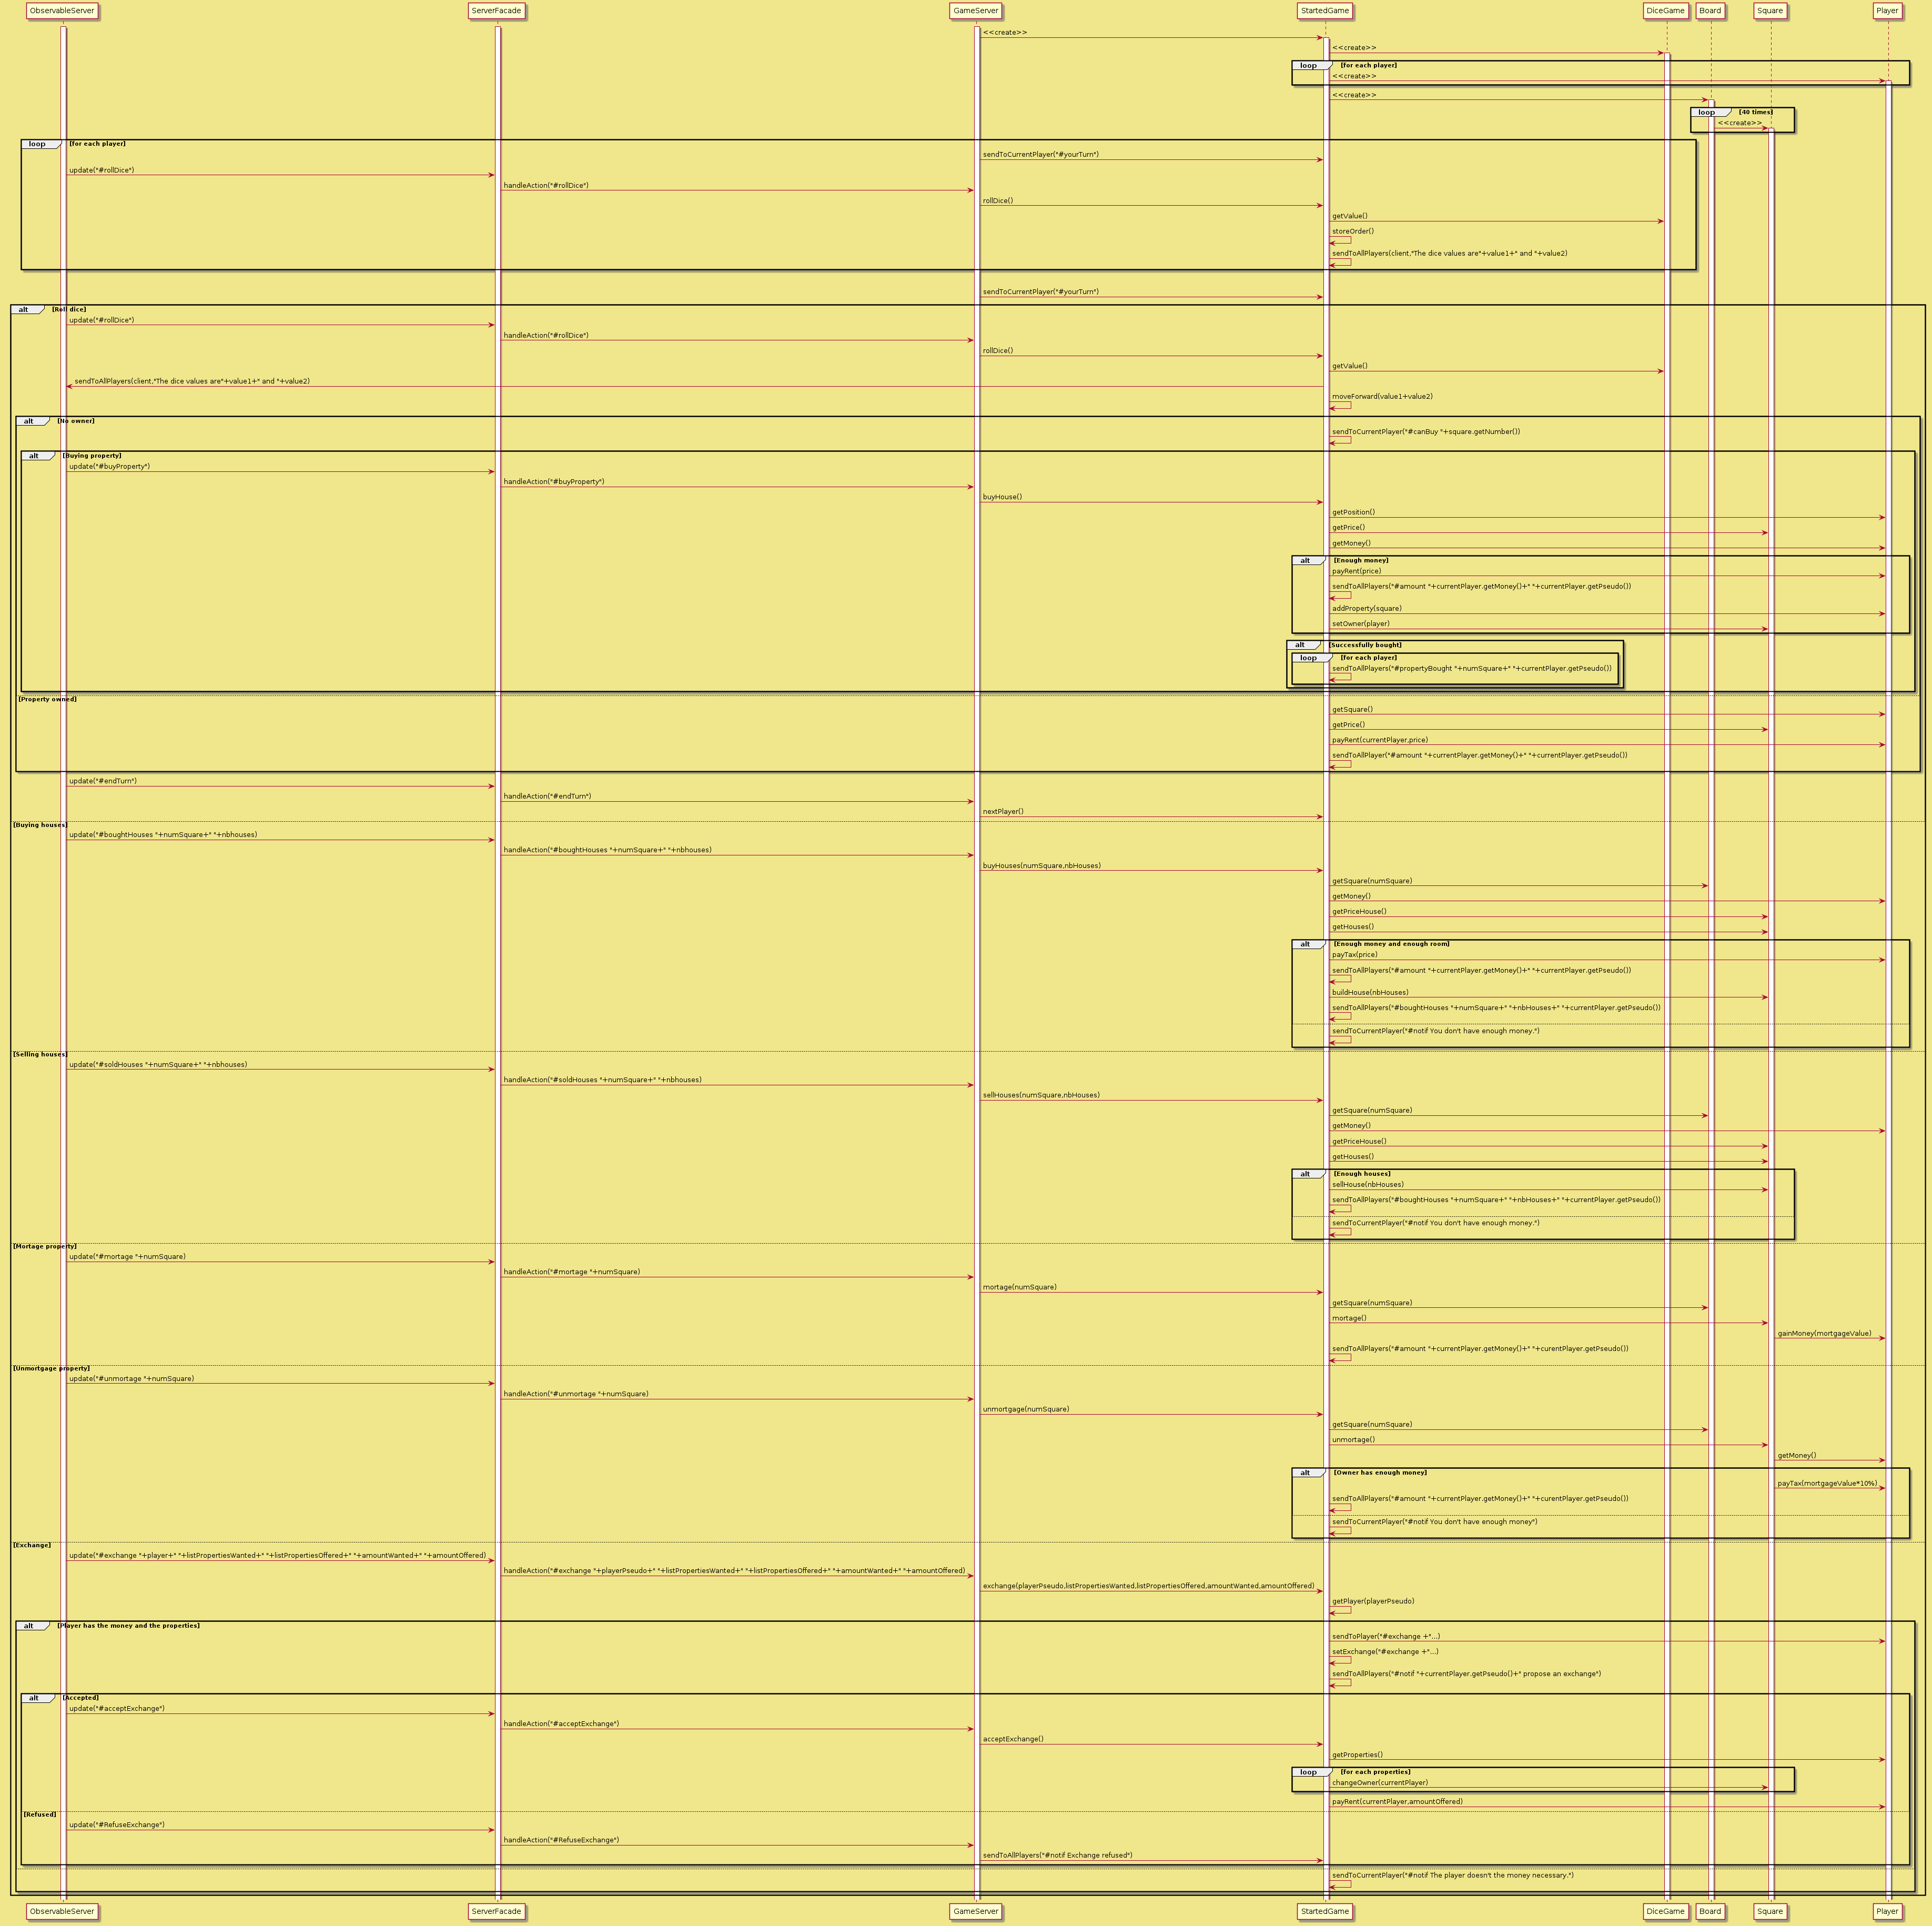 ObservableServer ServerFacade GameServer StartedGame DiceGame Board Square Player
<<create>>
<<create>>
loop [for each player]
<<create>>
<<create>>
loop [40 times]
<<create>>
loop [for each player]
sendToCurrentPlayer("#yourTurn")
update("#rollDice")
handleAction("#rollDice")
rollDice()
getValue()
storeOrder()
sendToAllPlayers(client,"The dice values are"+value1+" and "+value2)
sendToCurrentPlayer("#yourTurn")
alt [Roll dice]
update("#rollDice")
handleAction("#rollDice")
rollDice()
getValue()
sendToAllPlayers(client,"The dice values are"+value1+" and "+value2)
moveForward(value1+value2)
alt [No owner]
sendToCurrentPlayer("#canBuy "+square.getNumber())
alt [Buying property]
update("#buyProperty")
handleAction("#buyProperty")
buyHouse()
getPosition()
getPrice()
getMoney()
alt [Enough money]
payRent(price)
sendToAllPlayers("#amount "+currentPlayer.getMoney()+" "+currentPlayer.getPseudo())
addProperty(square)
setOwner(player)
alt [Successfully bought]
loop [for each player]
sendToAllPlayers("#propertyBought "+numSquare+" "+currentPlayer.getPseudo())
[Property owned]
getSquare()
getPrice()
payRent(currentPlayer,price)
sendToAllPlayer("#amount "+currentPlayer.getMoney()+" "+currentPlayer.getPseudo())
update("#endTurn")
handleAction("#endTurn")
nextPlayer()
[Buying houses]
update("#boughtHouses "+numSquare+" "+nbhouses)
handleAction("#boughtHouses "+numSquare+" "+nbhouses)
buyHouses(numSquare,nbHouses)
getSquare(numSquare)
getMoney()
getPriceHouse()
getHouses()
alt [Enough money and enough room]
payTax(price)
sendToAllPlayers("#amount "+currentPlayer.getMoney()+" "+currentPlayer.getPseudo())
buildHouse(nbHouses)
sendToAllPlayers("#boughtHouses "+numSquare+" "+nbHouses+" "+currentPlayer.getPseudo())
sendToCurrentPlayer("#notif You don't have enough money.")
[Selling houses]
update("#soldHouses "+numSquare+" "+nbhouses)
handleAction("#soldHouses "+numSquare+" "+nbhouses)
sellHouses(numSquare,nbHouses)
getSquare(numSquare)
getMoney()
getPriceHouse()
getHouses()
alt [Enough houses]
sellHouse(nbHouses)
sendToAllPlayers("#boughtHouses "+numSquare+" "+nbHouses+" "+currentPlayer.getPseudo())
sendToCurrentPlayer("#notif You don't have enough money.")
[Mortage property]
update("#mortage "+numSquare)
handleAction("#mortage "+numSquare)
mortage(numSquare)
getSquare(numSquare)
mortage()
gainMoney(mortgageValue)
sendToAllPlayers("#amount "+currentPlayer.getMoney()+" "+curentPlayer.getPseudo())
[Unmortgage property]
update("#unmortage "+numSquare)
handleAction("#unmortage "+numSquare)
unmortgage(numSquare)
getSquare(numSquare)
unmortage()
getMoney()
alt [Owner has enough money]
payTax(mortgageValue*10%)
sendToAllPlayers("#amount "+currentPlayer.getMoney()+" "+curentPlayer.getPseudo())
sendToCurrentPlayer("#notif You don't have enough money")
[Exchange]
update("#exchange "+player+" "+listPropertiesWanted+" "+listPropertiesOffered+" "+amountWanted+" "+amountOffered)
handleAction("#exchange "+playerPseudo+" "+listPropertiesWanted+" "+listPropertiesOffered+" "+amountWanted+" "+amountOffered)
exchange(playerPseudo,listPropertiesWanted,listPropertiesOffered,amountWanted,amountOffered)
getPlayer(playerPseudo)
alt [Player has the money and the properties]
sendToPlayer("#exchange +"...)
setExchange("#exchange +"...)
sendToAllPlayers("#notif "+currentPlayer.getPseudo()+" propose an exchange")
alt [Accepted]
update("#acceptExchange")
handleAction("#acceptExchange")
acceptExchange()
getProperties()
loop [for each properties]
changeOwner(currentPlayer)
payRent(currentPlayer,amountOffered)
[Refused]
update("#RefuseExchange")
handleAction("#RefuseExchange")
sendToAllPlayers("#notif Exchange refused")
sendToCurrentPlayer("#notif The player doesn't the money necessary.")
ObservableServer ServerFacade GameServer StartedGame DiceGame Board Square Player